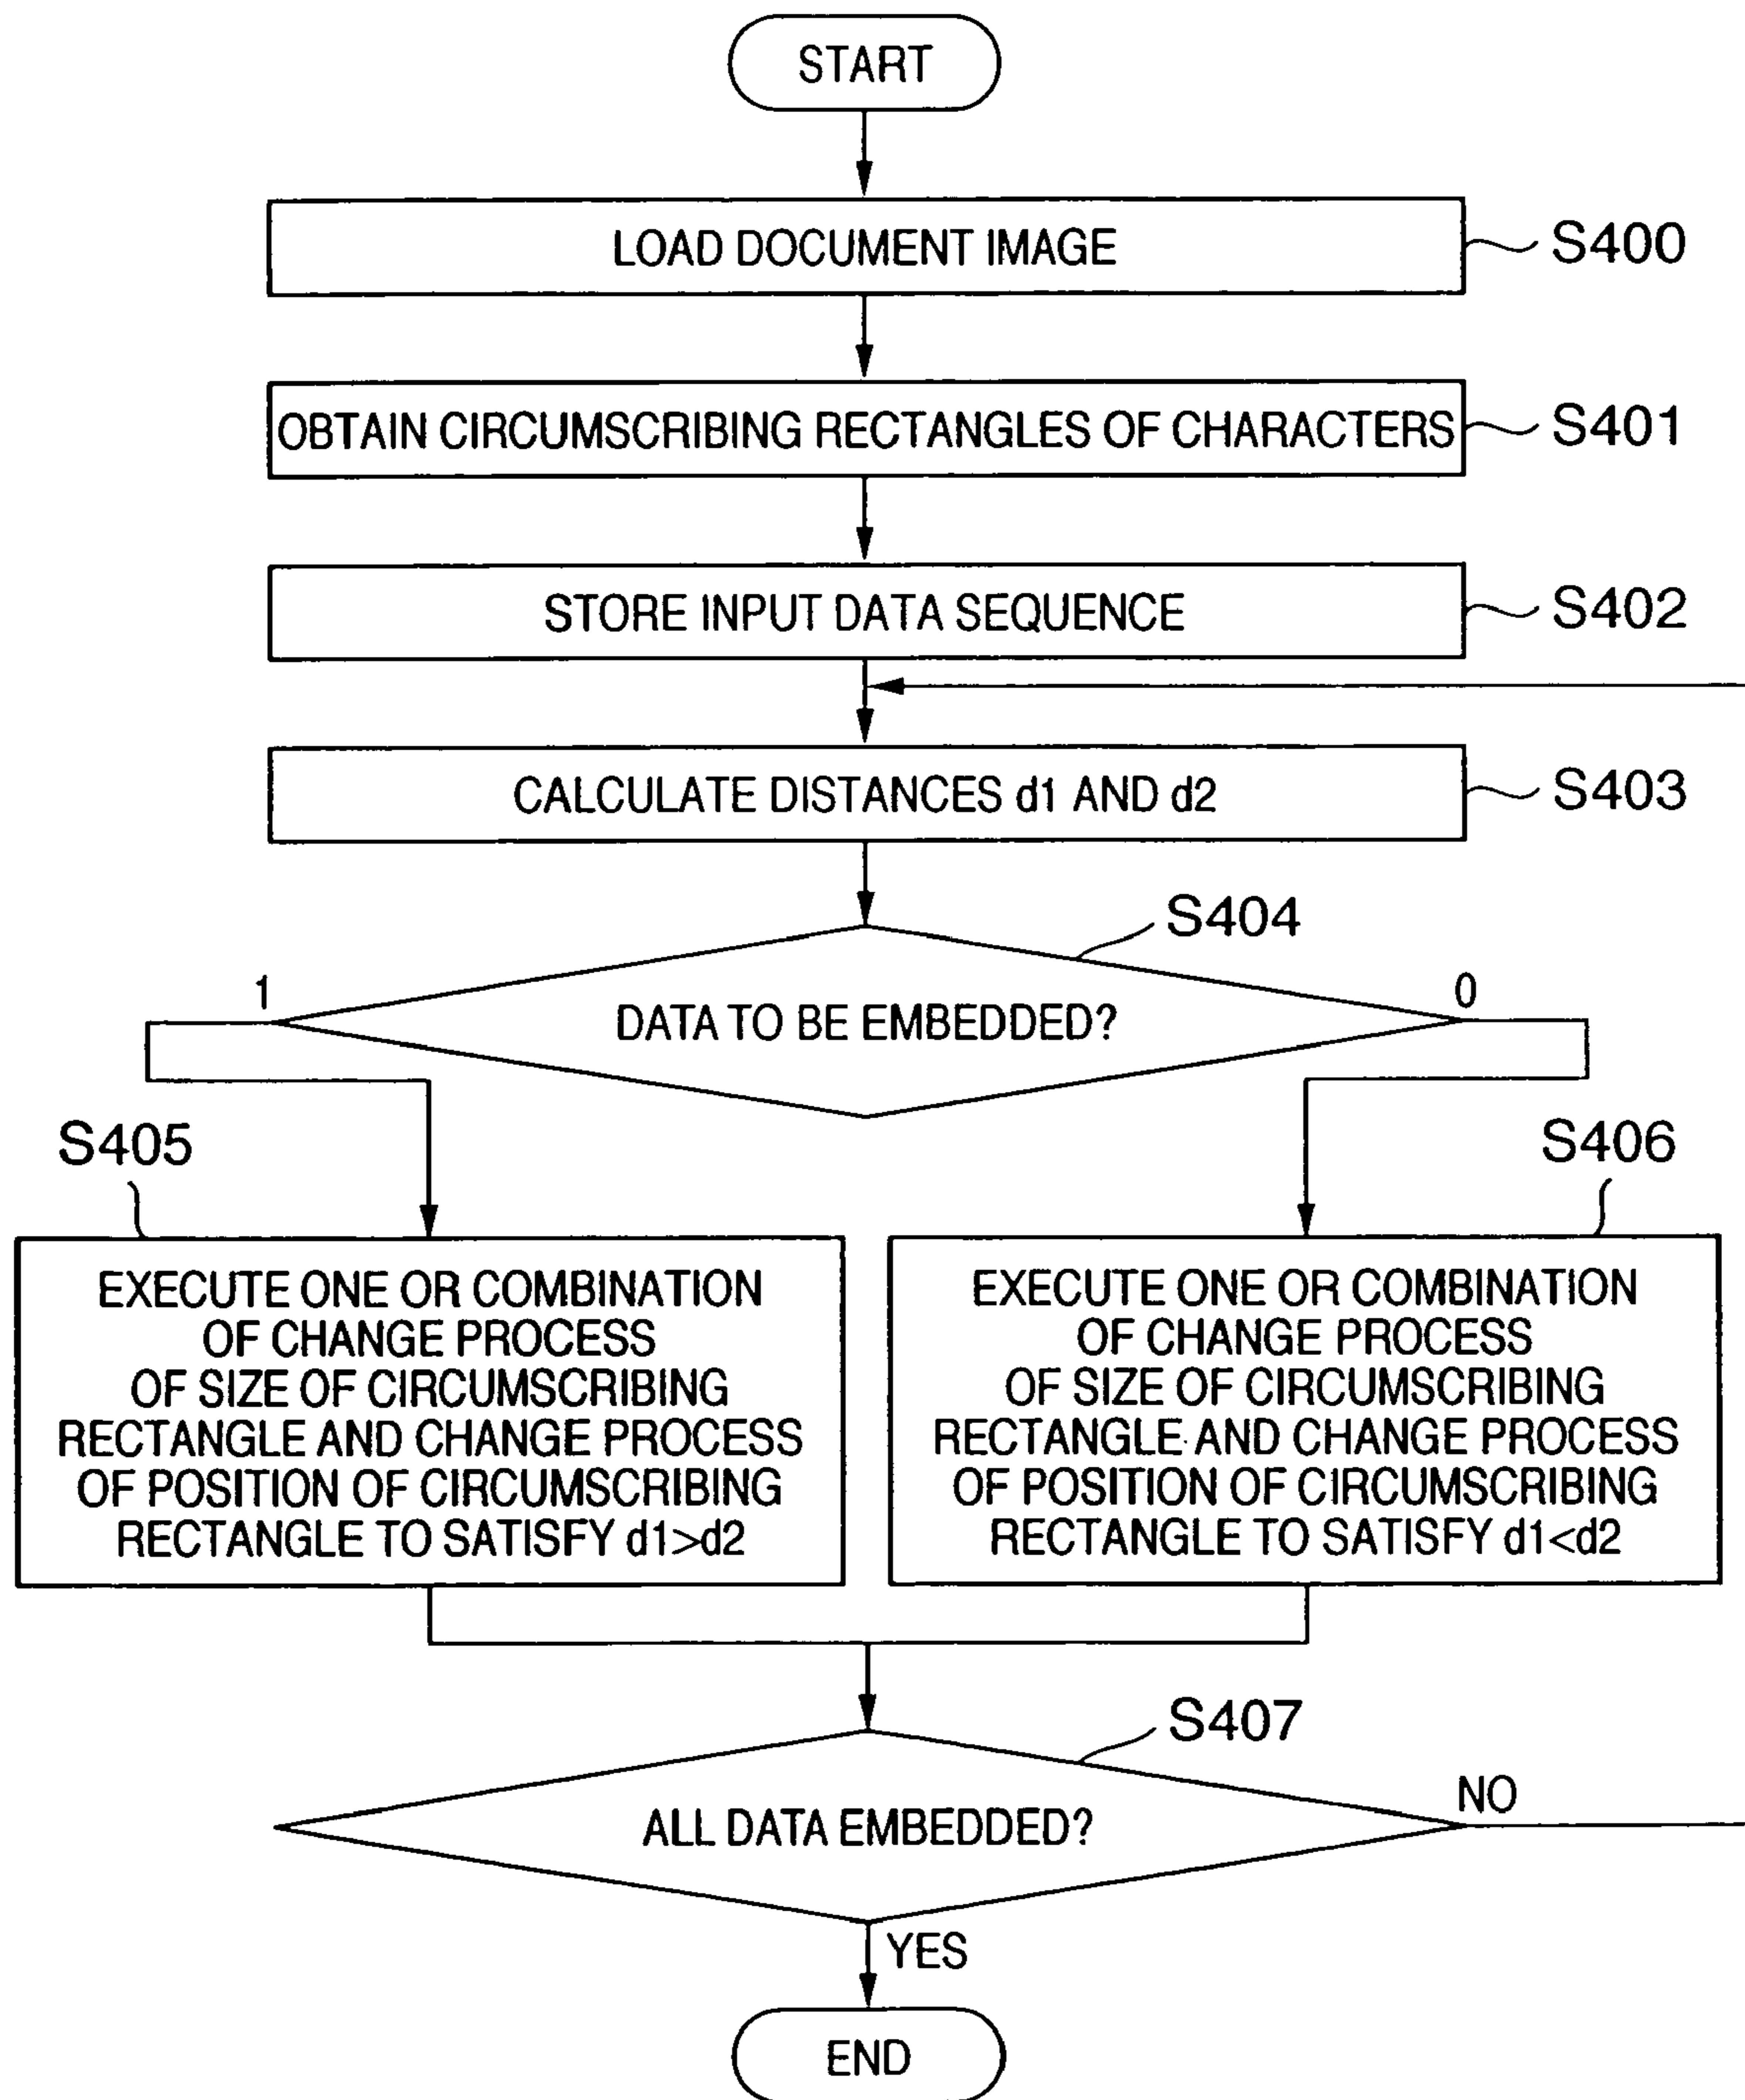 START
LOAD DOCUMENT IMAGE
S400
OBTAIN CIRCUMSCRIBING RECTANGLES OF CHARACTERS
S401
STORE INPUT DATA SEQUENCE
S402
CALCULATE DISTANCES d1 AND d2
S403
S404
1
DATA TO BE EMBEDDED?
0
S405
EXECUTE ONE OR COMBINATION
OF CHANGE PROCESS
OF SIZE OF CIRCUMSCRIBING
RECTANGLE AND CHANGE PROCESS
OF POSITION OF CIRCUMSCRIBING
RECTANGLE TO SATISFY d1>d2
S406
EXECUTE ONE OR COMBINATION
OF CHANGE PROCESS
OF SIZE OF CIRCUMSCRIBING
RECTANGLE AND CHANGE PROCESS
OF POSITION OF CIRCUMSCRIBING
RECTANGLE TO SATISFY d1<d2
S407
ALL DATA EMBEDDED?
NO
YES
END